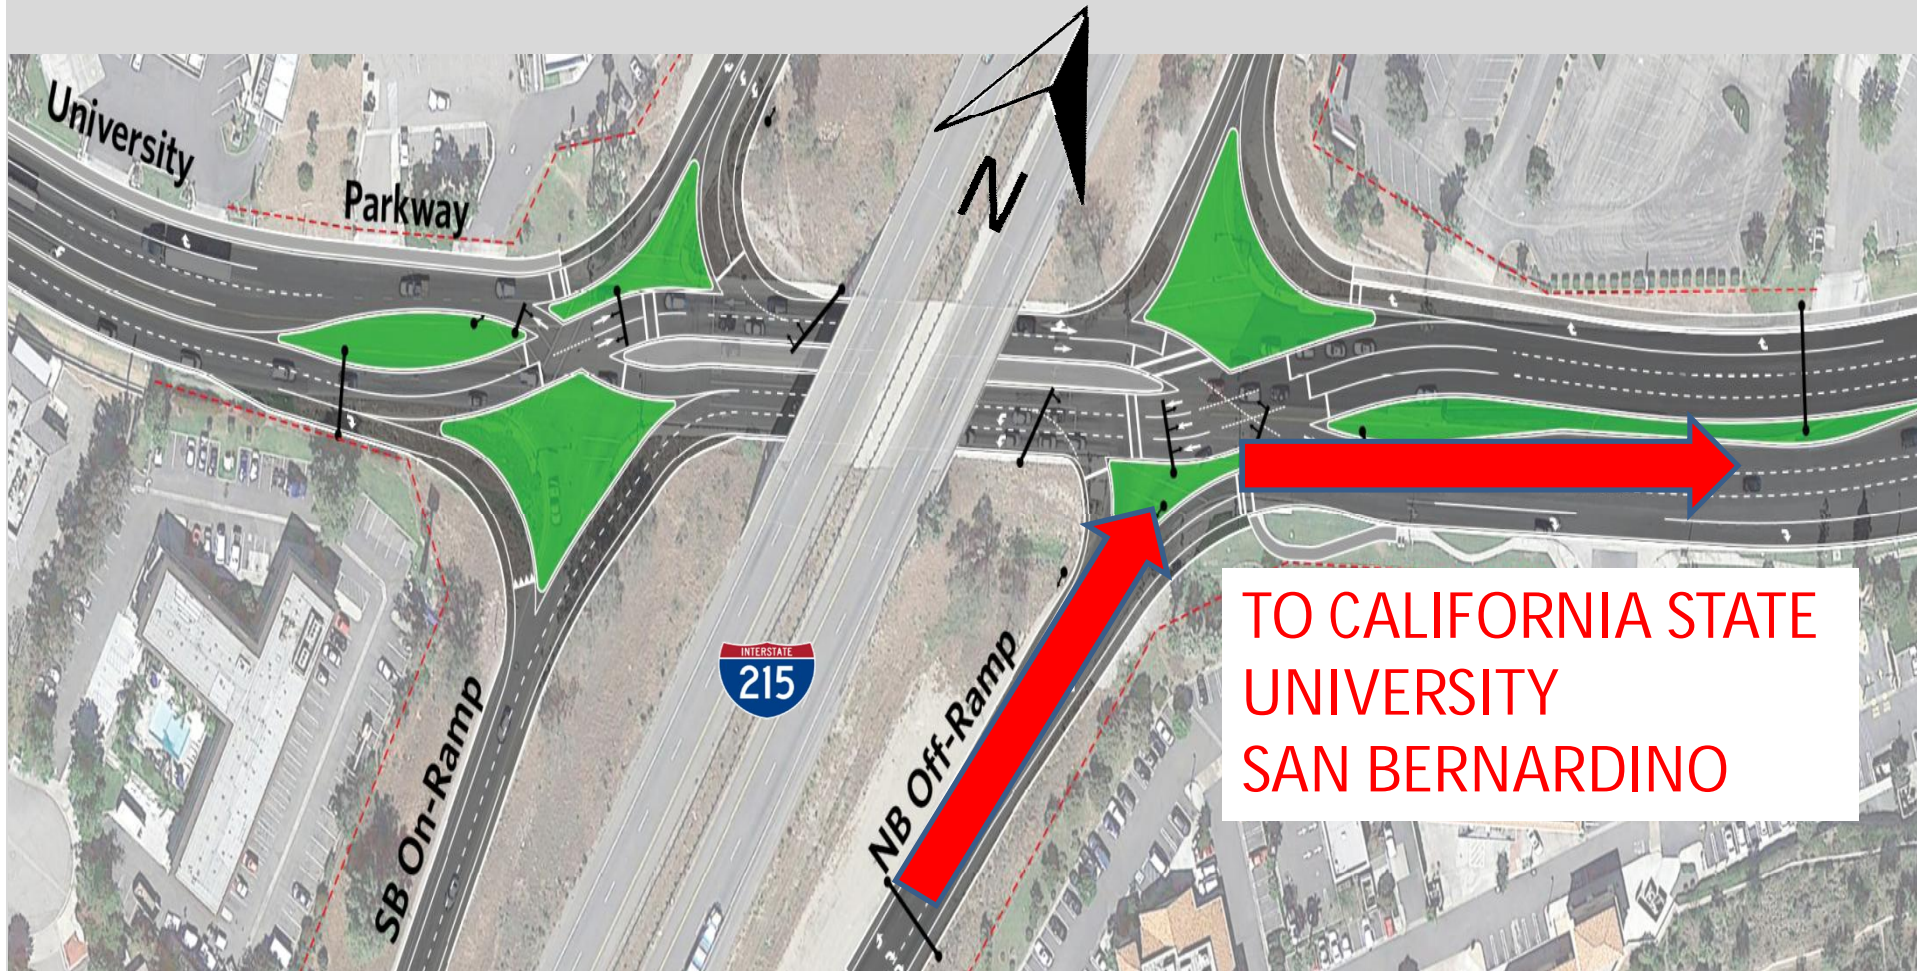 University
Parkway
N
INTERSTATE
215
SB On-Ramp
NB Off-Ramp
TO CALIFORNIA STATE
UNIVERSITY
SAN BERNARDINO